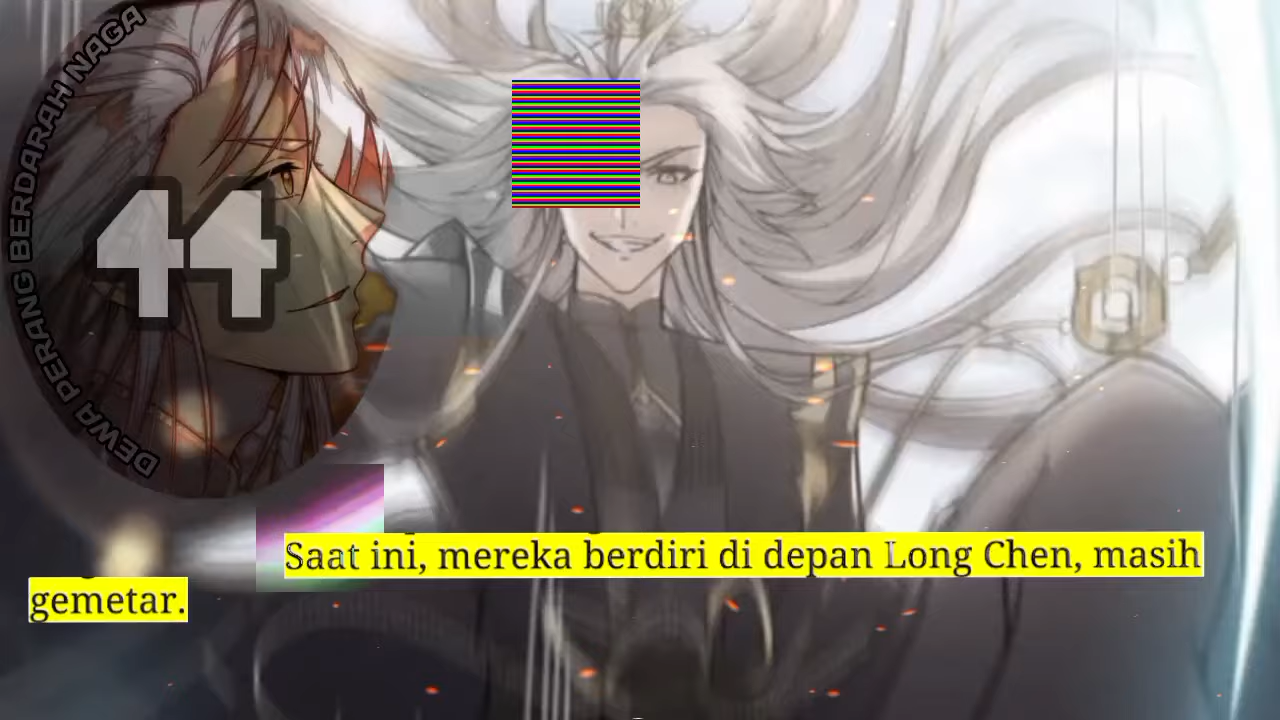 DEWA PERANG BERDARAH NAGA
44
Saat ini, mereka berdiri di depan Long Chen, masih
gemetar.